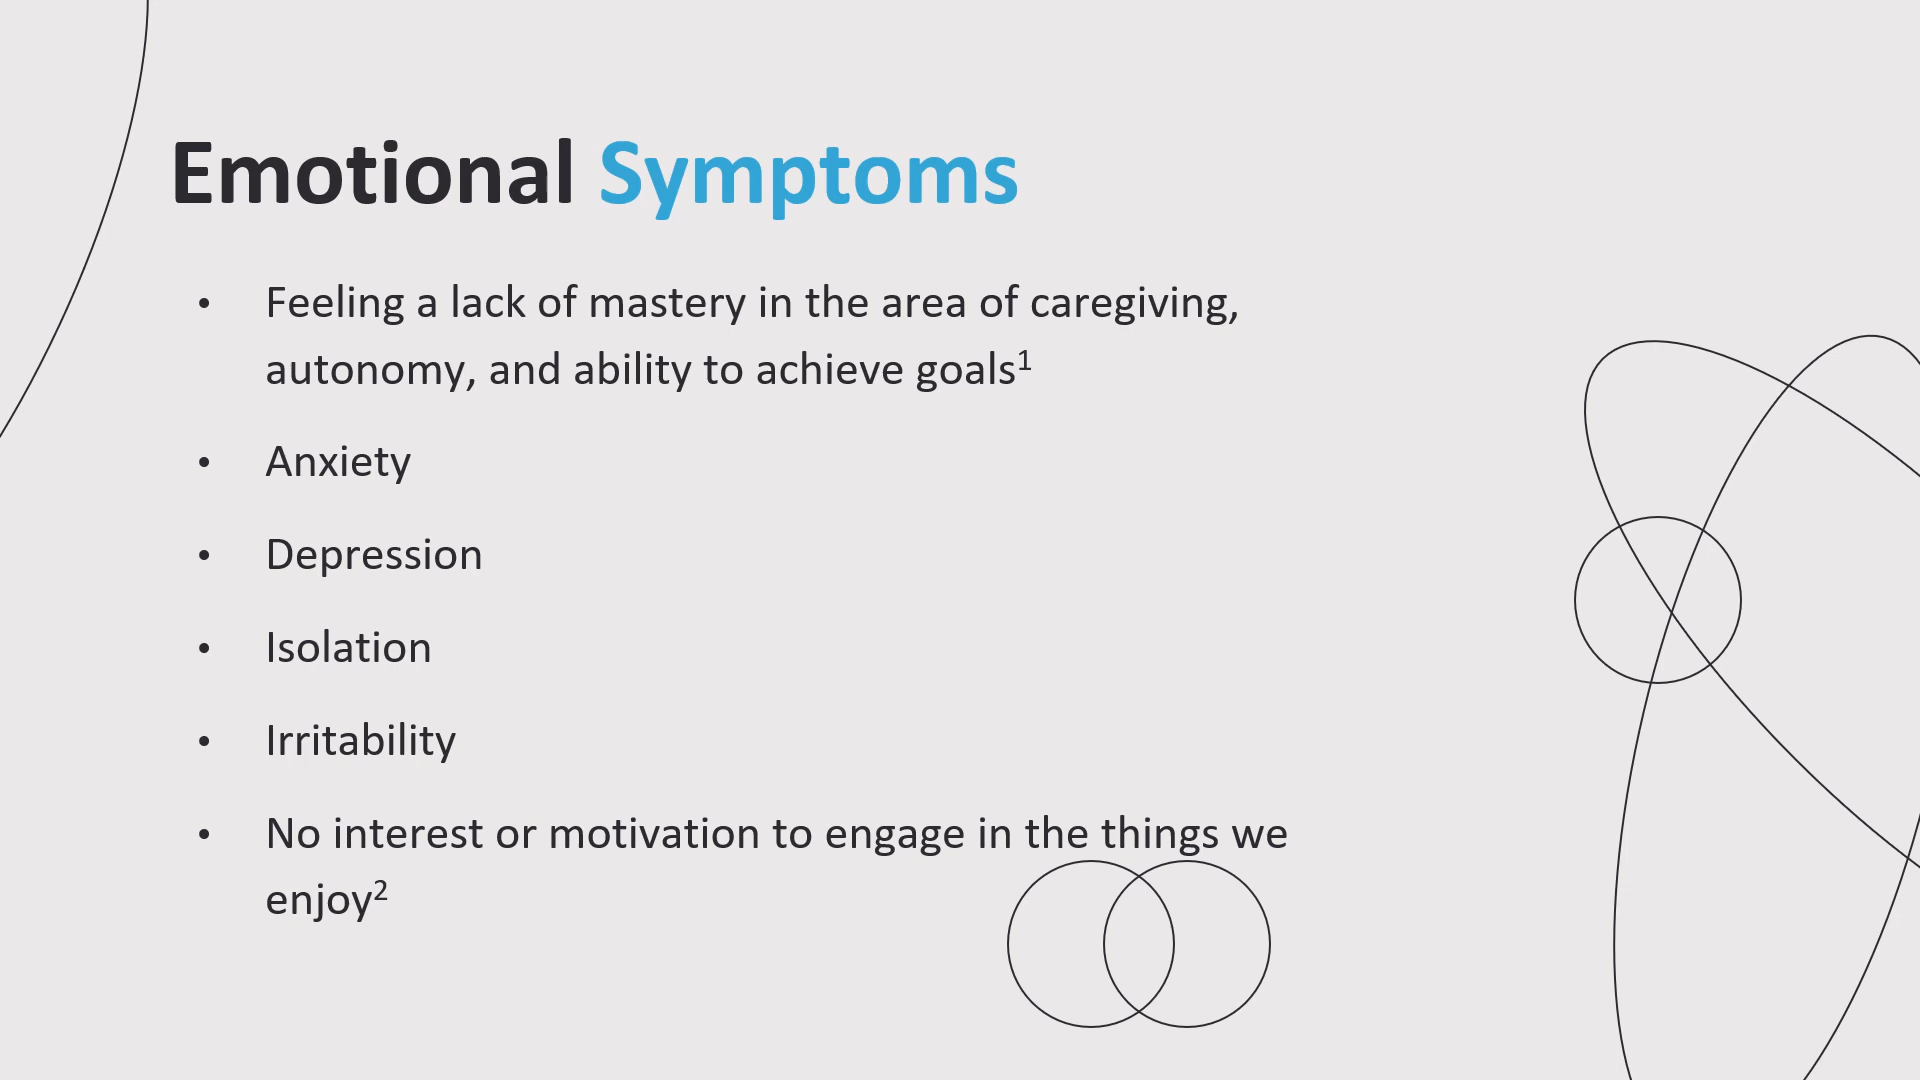 Emotional Symptoms
• Feeling a lack of mastery in the area of caregiving,
autonomy, and ability to achieve goals¹
• Anxiety
• Depression
• Isolation
• Irritability
• No interest or motivation to engage in the things we
enjoy²